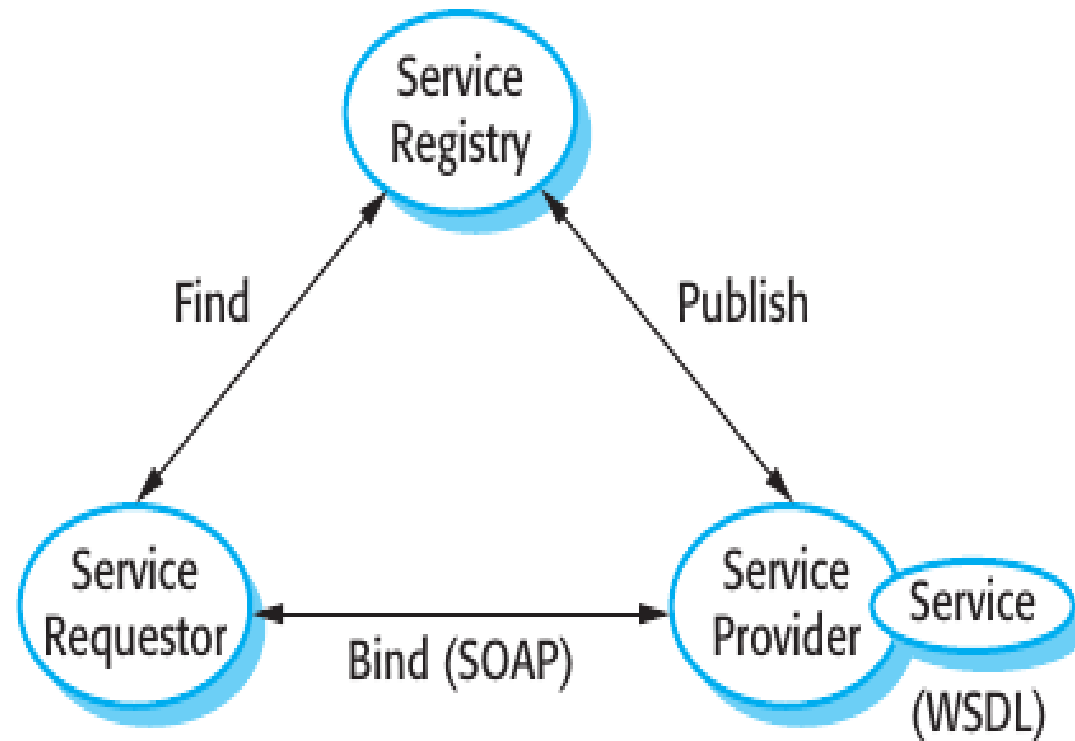 Service
Registry
Find
Publish
Service
Requestor
Bind (SOAP)
Service
Provider
Service
(WSDL)